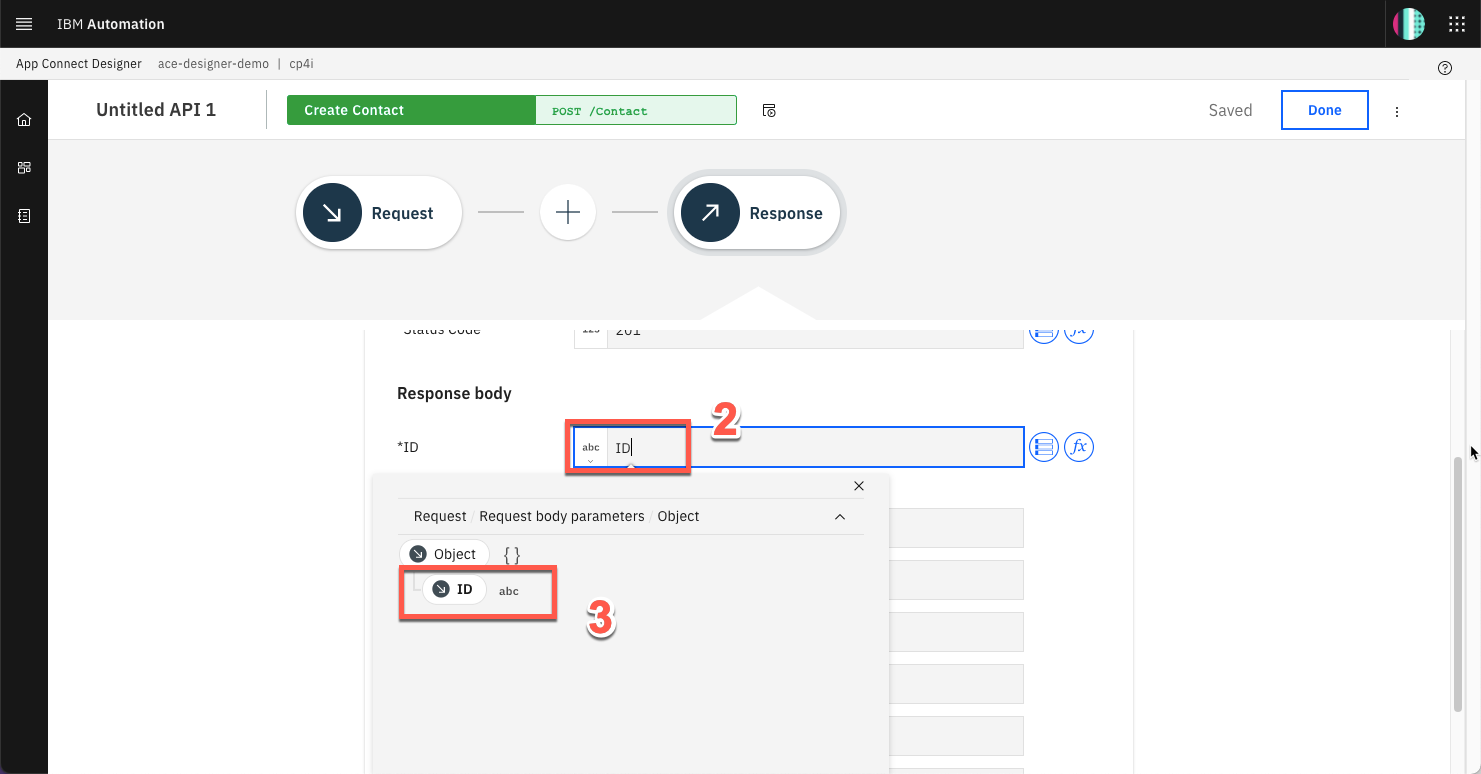 IBM Automation
App Connect Designer ace-designer-demo | cp4i
Untitled API 1
Create Contact
POST /Contact
Saved
Done
Request
Response
Status Code
123
201
Response body
*ID
abc
ID
fx
2
Request / Request body parameters / Object
Object { }
ID abc
3